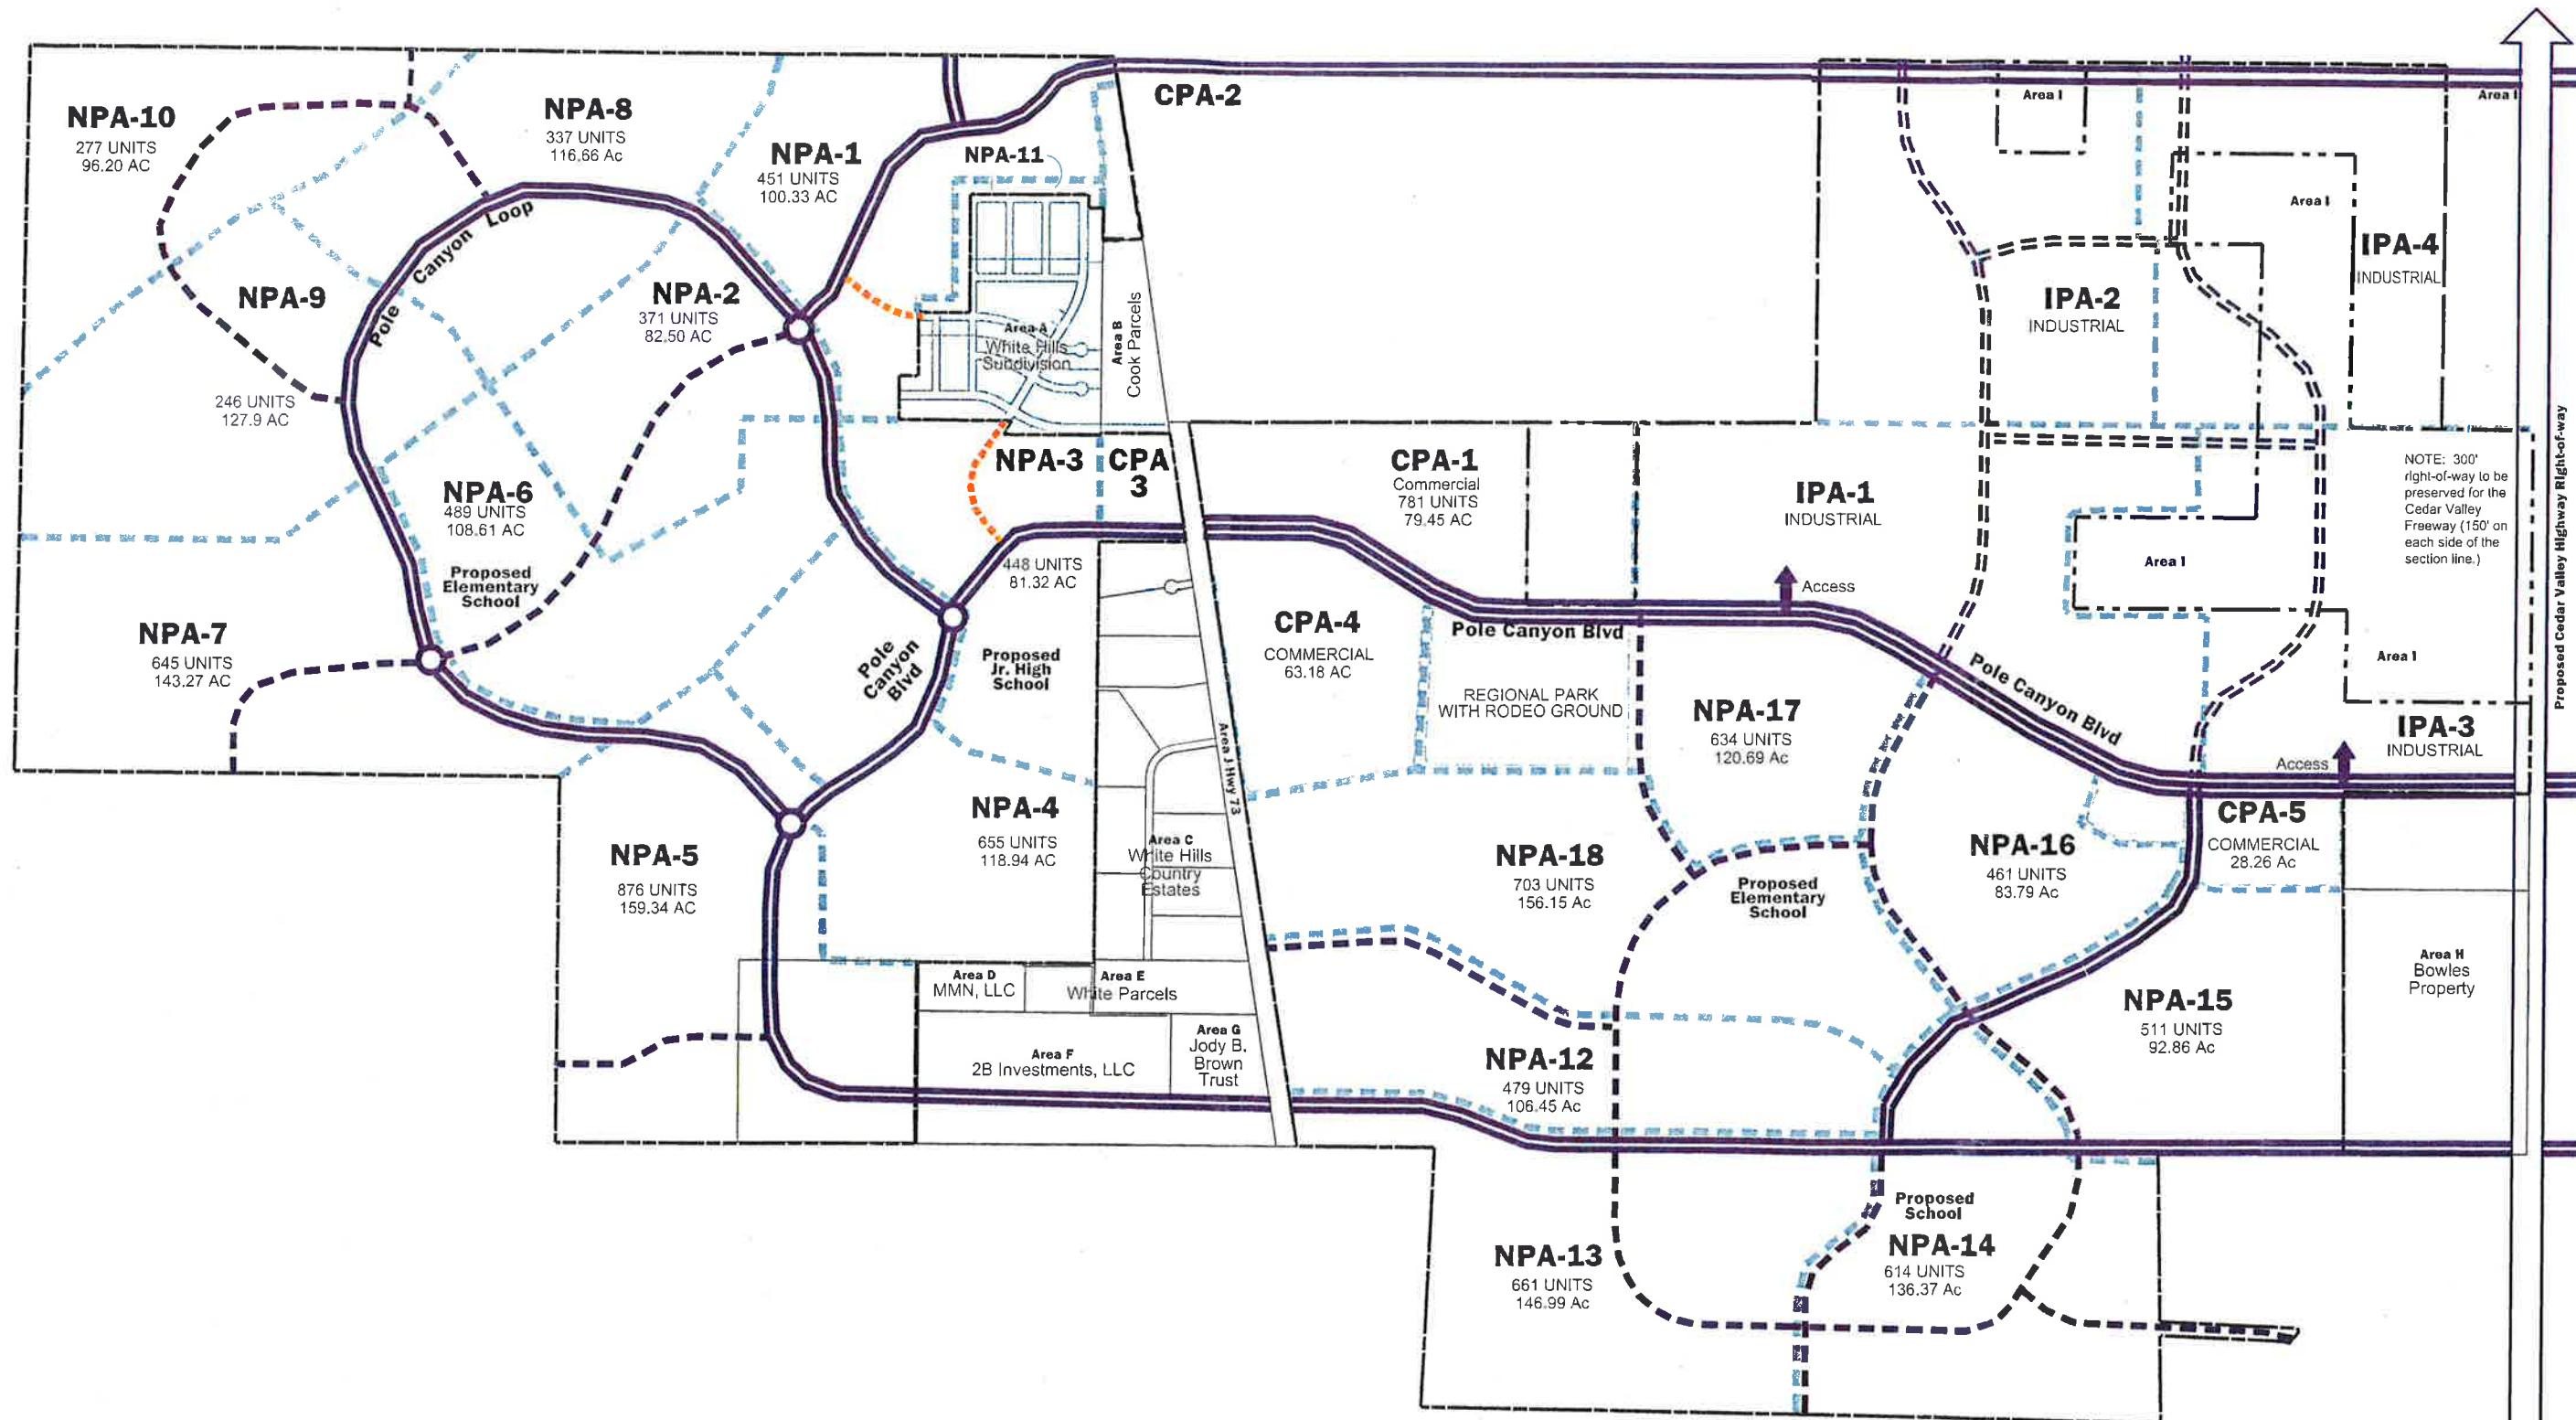 NPA-10
277 UNITS
96.20 AC
NPA-8
337 UNITS
116.66 Ac
NPA-1
451 UNITS
100.33 AC
NPA-11
CPA-2
Area I
Area I
Area I
IPA-4
INDUSTRIAL
IPA-2
INDUSTRIAL
Pole Canyon Loop
NPA-9
246 UNITS
127.9 AC
NPA-2
371 UNITS
82.50 AC
Area A
White Hills
Subdivision
Area B
Cook Parcels
NPA-6
489 UNITS
108.61 AC
Proposed
Elementary
School
NPA-3
448 UNITS
81.32 AC
CPA
3
CPA-1
Commercial
781 UNITS
79.45 AC
IPA-1
INDUSTRIAL
Access
NOTE: 300'
right-of-way to be
preserved for the
Cedar Valley
Freeway (150' on
each side of the
section line.)
Proposed Cedar Valley Highway Right-of-way
Area I
Area I
NPA-7
645 UNITS
143.27 AC
Pole
Canyon
Blvd
Proposed
Jr. High
School
CPA-4
COMMERCIAL
63.18 AC
Pole Canyon Blvd
REGIONAL PARK
WITH RODEO GROUND
NPA-17
634 UNITS
120.69 Ac
Pole Canyon Blvd
IPA-3
INDUSTRIAL
Access
Area J Hwy 73
NPA-5
876 UNITS
159.34 AC
NPA-4
655 UNITS
118.94 AC
Area C
White Hills
Country
Estates
NPA-18
703 UNITS
156.15 Ac
Proposed
Elementary
School
NPA-16
461 UNITS
83.79 Ac
CPA-5
COMMERCIAL
28.26 Ac
Area D
MMN, LLC
Area E
White Parcels
Area F
2B Investments, LLC
Area G
Jody B.
Brown
Trust
NPA-12
479 UNITS
106.45 Ac
NPA-15
511 UNITS
92.86 Ac
Area H
Bowles
Property
NPA-13
661 UNITS
146.99 Ac
Proposed
School
NPA-14
614 UNITS
136.37 Ac